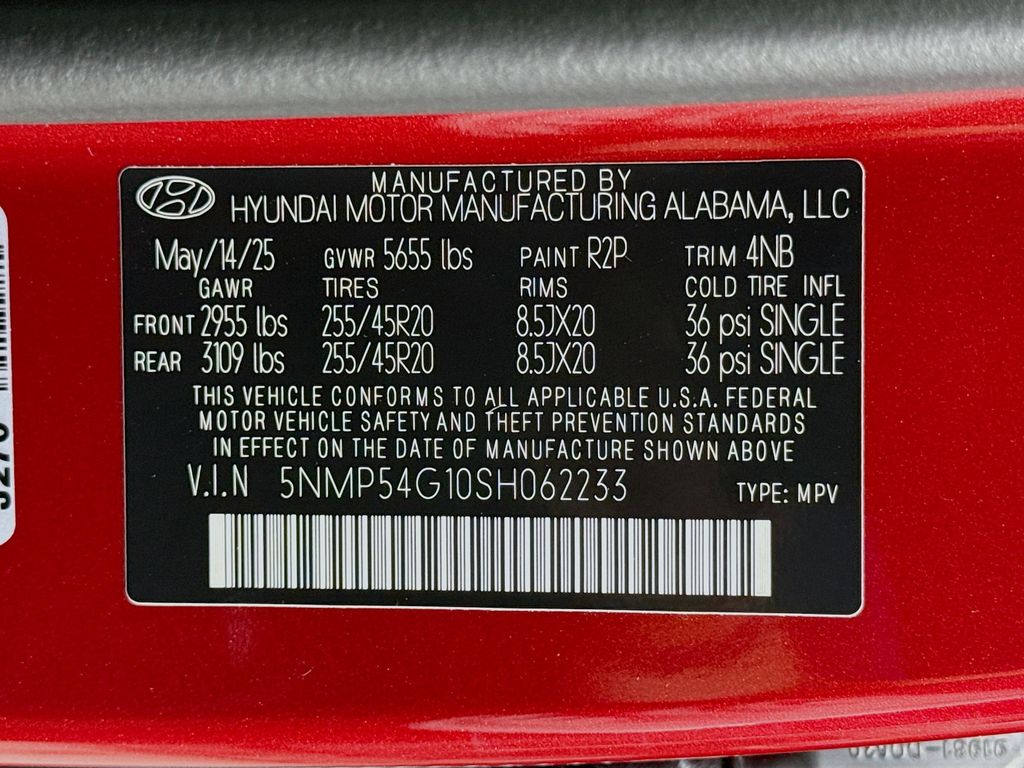 MANUFACTURED BY
HYUNDAI MOTOR MANUFACTURING ALABAMA, LLC
May/14/25 GVWR 5655 lbs PAINT R2P TRIM 4NB
GAWR TIRES RIMS COLD TIRE INFL
FRONT 2955 lbs 255/45R20 8.5JX20 36 psi SINGLE
REAR 3109 lbs 255/45R20 8.5JX20 36 psi SINGLE
THIS VEHICLE CONFORMS TO ALL APPLICABLE U.S.A. FEDERAL
MOTOR VEHICLE SAFETY AND THEFT PREVENTION STANDARDS
IN EFFECT ON THE DATE OF MANUFACTURE SHOWN ABOVE
V.I.N 5NMP54G10SH062233 TYPE: MPV